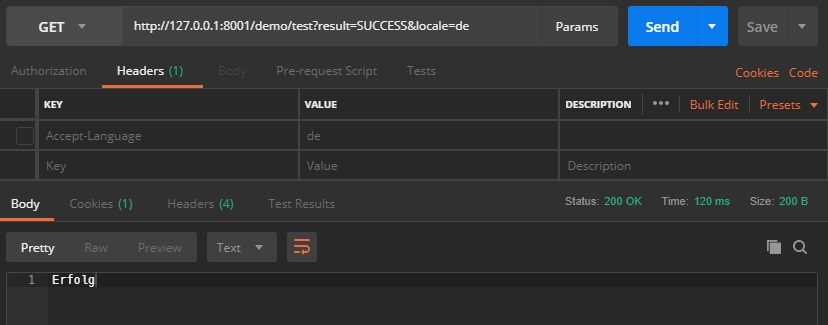 GET http://127.0.0.1:8001/demo/test?result=SUCCESS&locale=de Params Send Save
Authorization Headers (1) Body Pre-request Script Tests Cookies Code
KEY VALUE DESCRIPTION ••• Bulk Edit Presets
Accept-Language de
Key Value Description
Body Cookies (1) Headers (4) Test Results Status: 200 OK Time: 120 ms Size: 200 B
Pretty Raw Preview Text
1 Erfolg